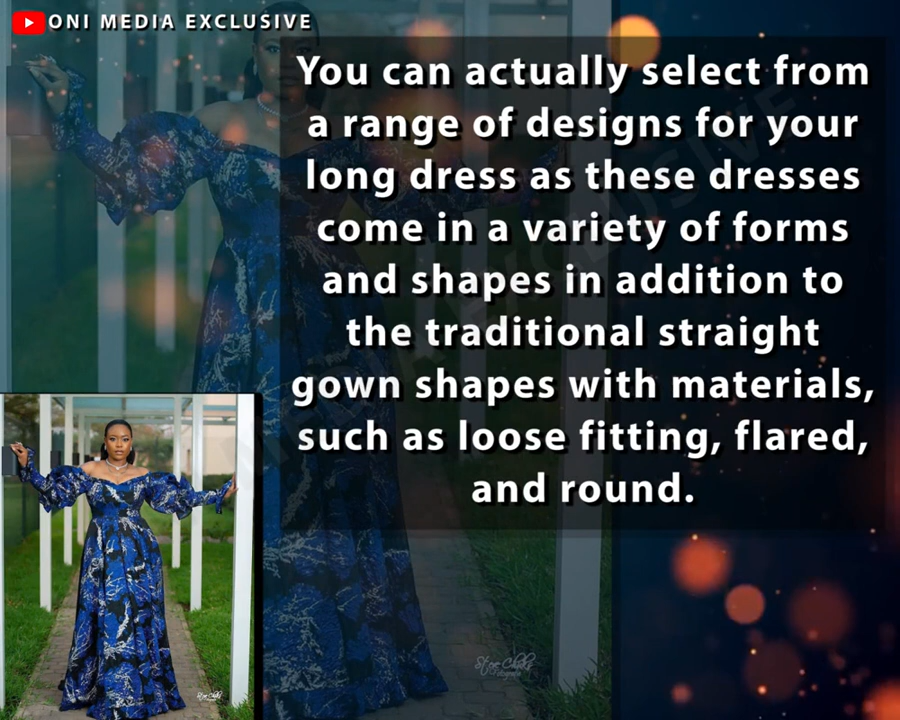 ONI MEDIA EXCLUSIVE
You can actually select from
a range of designs for your
long dress as these dresses
come in a variety of forms
and shapes in addition to
the traditional straight
gown shapes with materials,
such as loose fitting, flared,
and round.